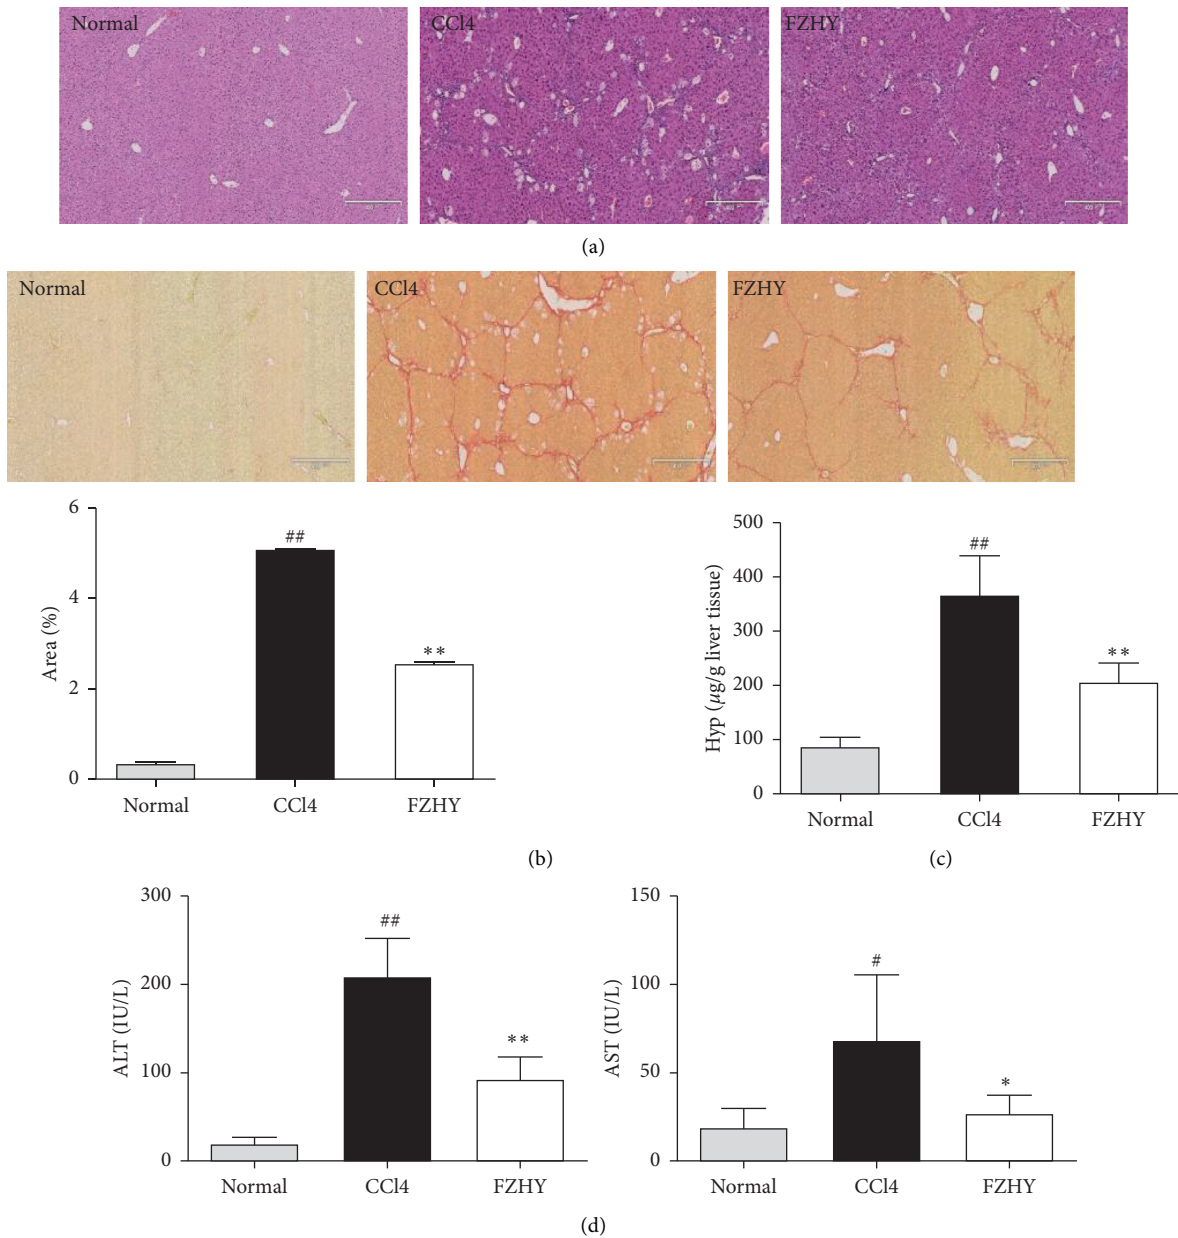 Normal
CCl4
FZHY
400
400
(a)
Normal
CCl4
FZHY
Area (%)
6
4
2
0
##
**
Normal
CCl4
FZHY
(b)
Hyp (µg/g liver tissue)
500
400
300
200
100
0
##
**
Normal
CCl4
FZHY
(c)
ALT (IU/L)
300
200
100
0
##
**
Normal
CCl4
FZHY
AST (IU/L)
150
100
50
0
#
*
Normal
CCl4
FZHY
(d)